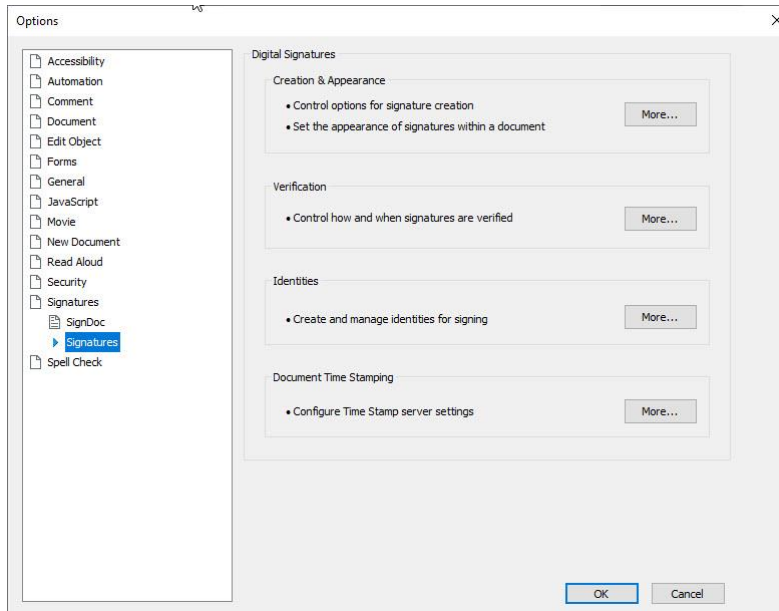 Options
Accessibility
Automation
Comment
Document
Edit Object
Forms
General
JavaScript
Movie
New Document
Read Aloud
Security
Signatures
SignDoc
Signatures
Spell Check
Digital Signatures
Creation & Appearance
• Control options for signature creation
• Set the appearance of signatures within a document
More...
Verification
• Control how and when signatures are verified
More...
Identities
• Create and manage identities for signing
More...
Document Time Stamping
• Configure Time Stamp server settings
More...
OK
Cancel